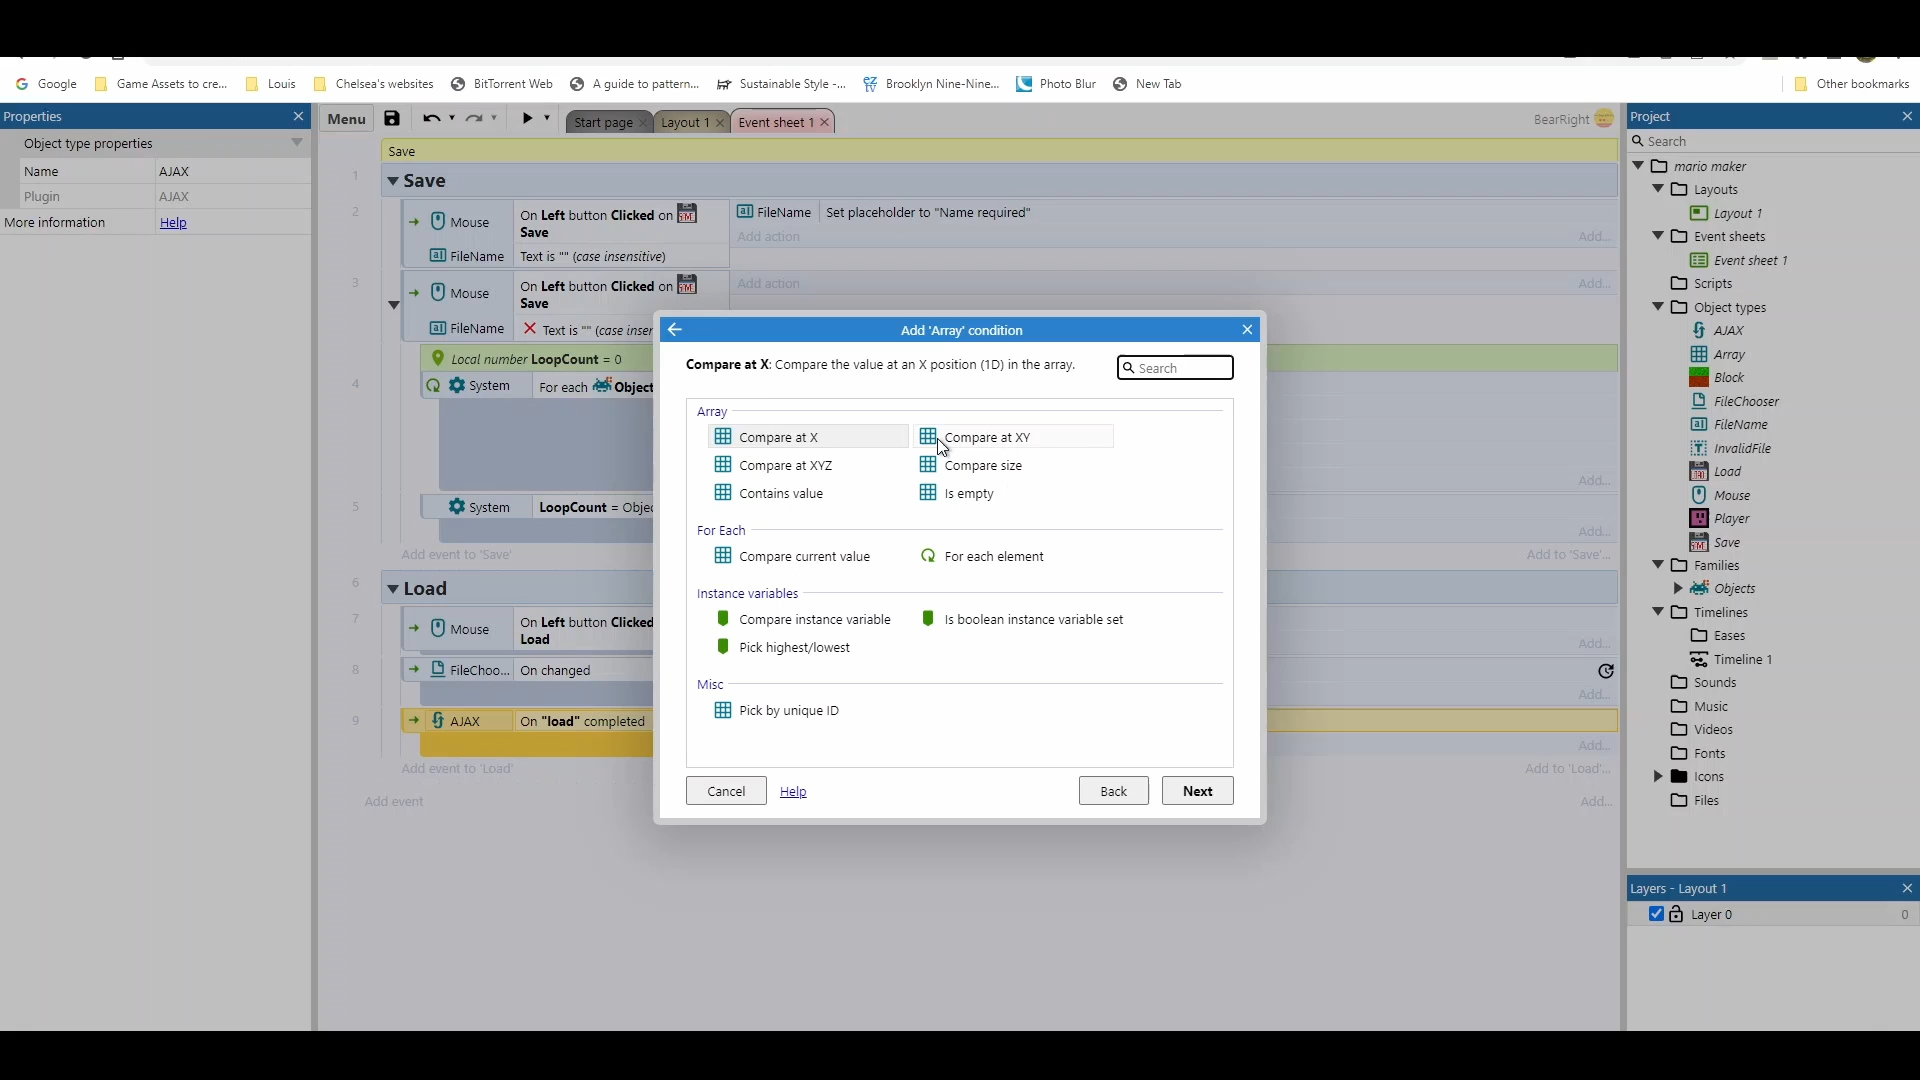 Google
Game Assets to cre...
Louis
Chelsea's websites
BitTorrent Web
A guide to pattern...
Sustainable Style -...
Brooklyn Nine-Nine...
Photo Blur
New Tab
Other bookmarks
Properties
Object type properties
Name AJAX
Plugin AJAX
More information Help
Menu
Start page
Layout 1
Event sheet 1
BearRight
Save
1 Save
2 Mouse On Left button Clicked on Save
FileName Text is "" (case insensitive)
FileName Set placeholder to "Name required"
Add action Add...
3 Mouse On Left button Clicked on Save
FileName Text is "" (case inser
Add action Add...
Local number LoopCount = 0
4 System For each Object
Add...
5 System LoopCount = Objec
Add...
Add event to 'Save' Add to 'Save'...
6 Load
7 Mouse On Left button Clicked
Load
Add...
8 FileChoo... On changed
Add...
9 AJAX On "load" completed
Add...
Add event to 'Load' Add to 'Load'...
Add event Add...
Add 'Array' condition
Compare at X: Compare the value at an X position (1D) in the array.
Search
Array
Compare at X Compare at XY
Compare at XYZ Compare size
Contains value Is empty
For Each
Compare current value For each element
Instance variables
Compare instance variable Is boolean instance variable set
Pick highest/lowest
Misc
Pick by unique ID
Cancel Help Back Next
Project
Search
mario maker
Layouts
Layout 1
Event sheets
Event sheet 1
Scripts
Object types
AJAX
Array
Block
FileChooser
FileName
InvalidFile
Load
Mouse
Player
Save
Families
Objects
Timelines
Eases
Timeline 1
Sounds
Music
Videos
Fonts
Icons
Files
Layers - Layout 1
Layer 0 0